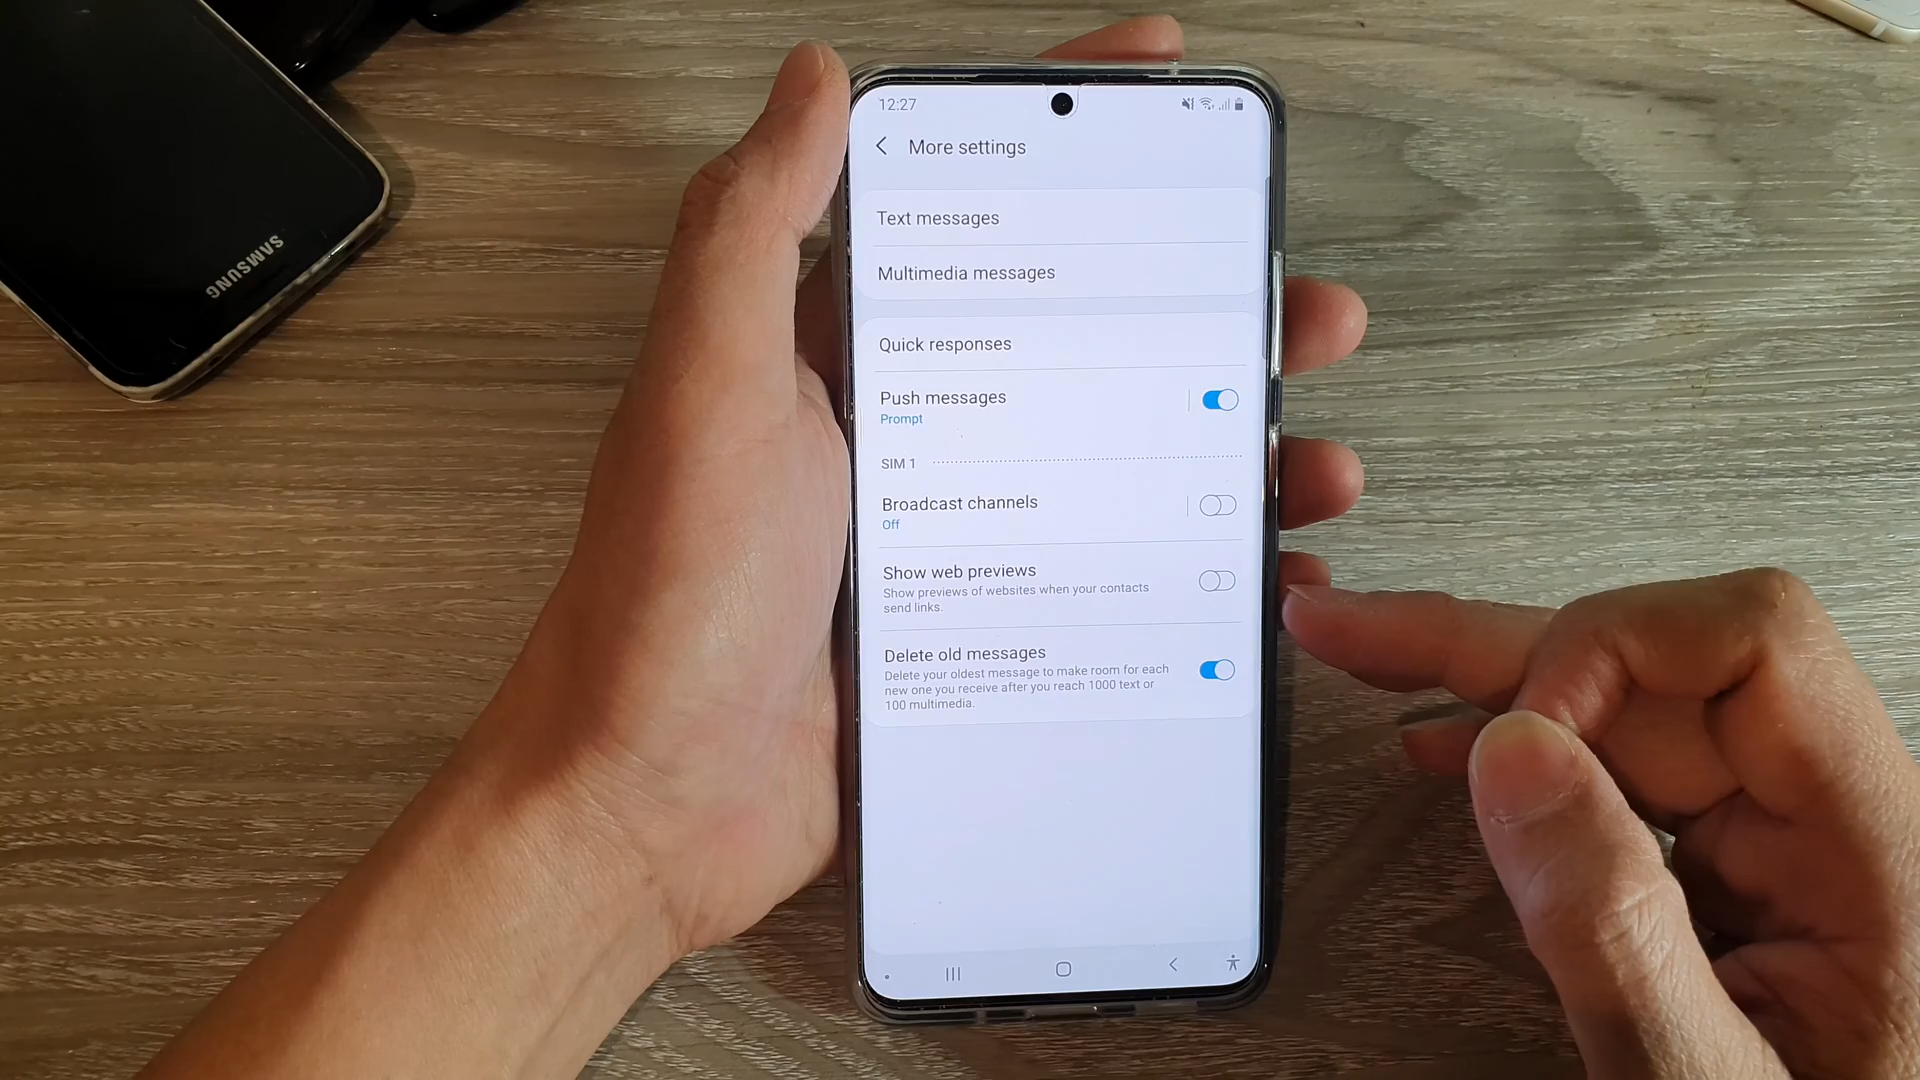 SAMSUNG
12:27
More settings
Text messages
Multimedia messages
Quick responses
Push messages
Prompt
SIM 1
Broadcast channels
Off
Show web previews
Show previews of websites when your contacts
send links.
Delete old messages
Delete your oldest message to make room for each
new one you receive after you reach 1000 text or
100 multimedia.